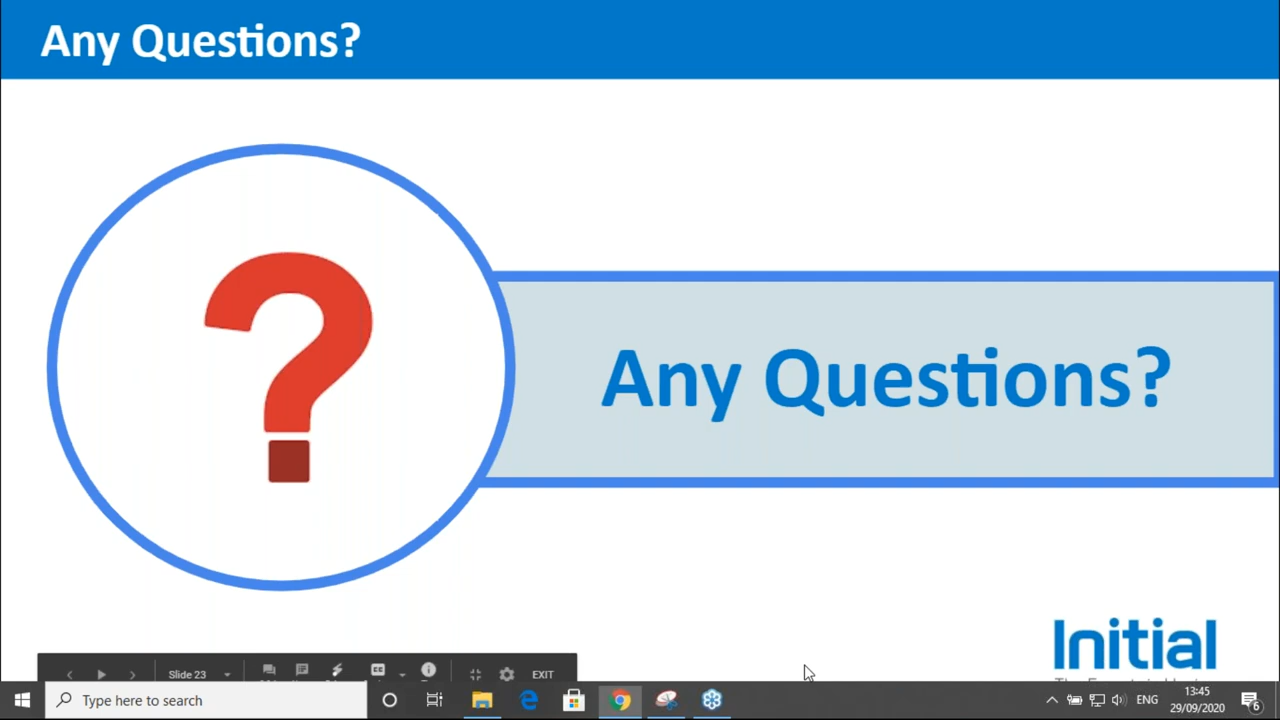 Any Questions?
?
Any Questions?
Initial
Slide 23
CC
EXIT
Type here to search
ENG
13:45
29/09/2020
6